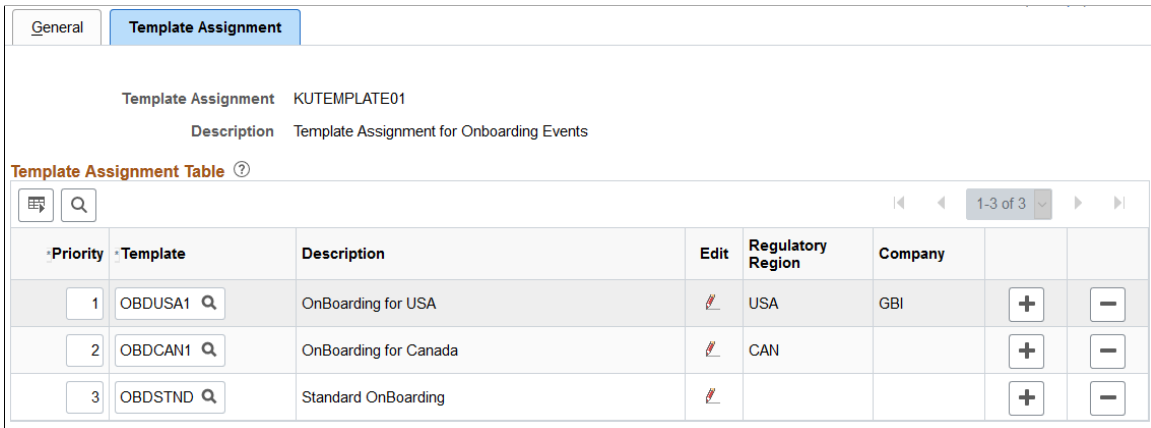 General Template Assignment
Template Assignment KUTEMPLATE01
Description Template Assignment for Onboarding Events
Template Assignment Table ?
1-3 of 3
*Priority *Template Description Edit Regulatory Region Company
1 OBDUSA1 OnBoarding for USA USA GBI
2 OBDCAN1 OnBoarding for Canada CAN
3 OBDSTND Standard OnBoarding